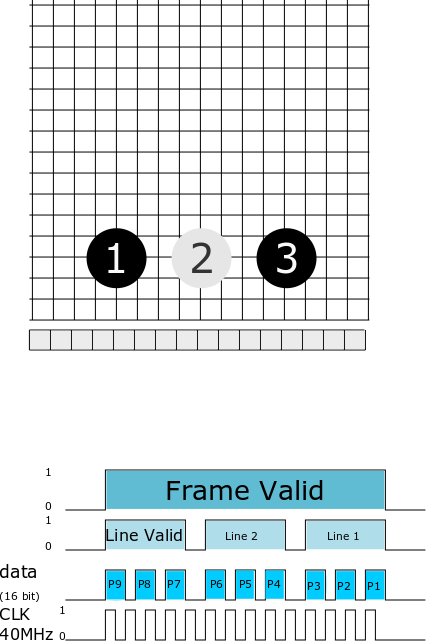 1 2 3
1
Frame Valid
0
1
Line Valid Line 2 Line 1
0
data
P9 P8 P7 P6 P5 P4 P3 P2 P1
(16 bit)
CLK 1
40MHz 0